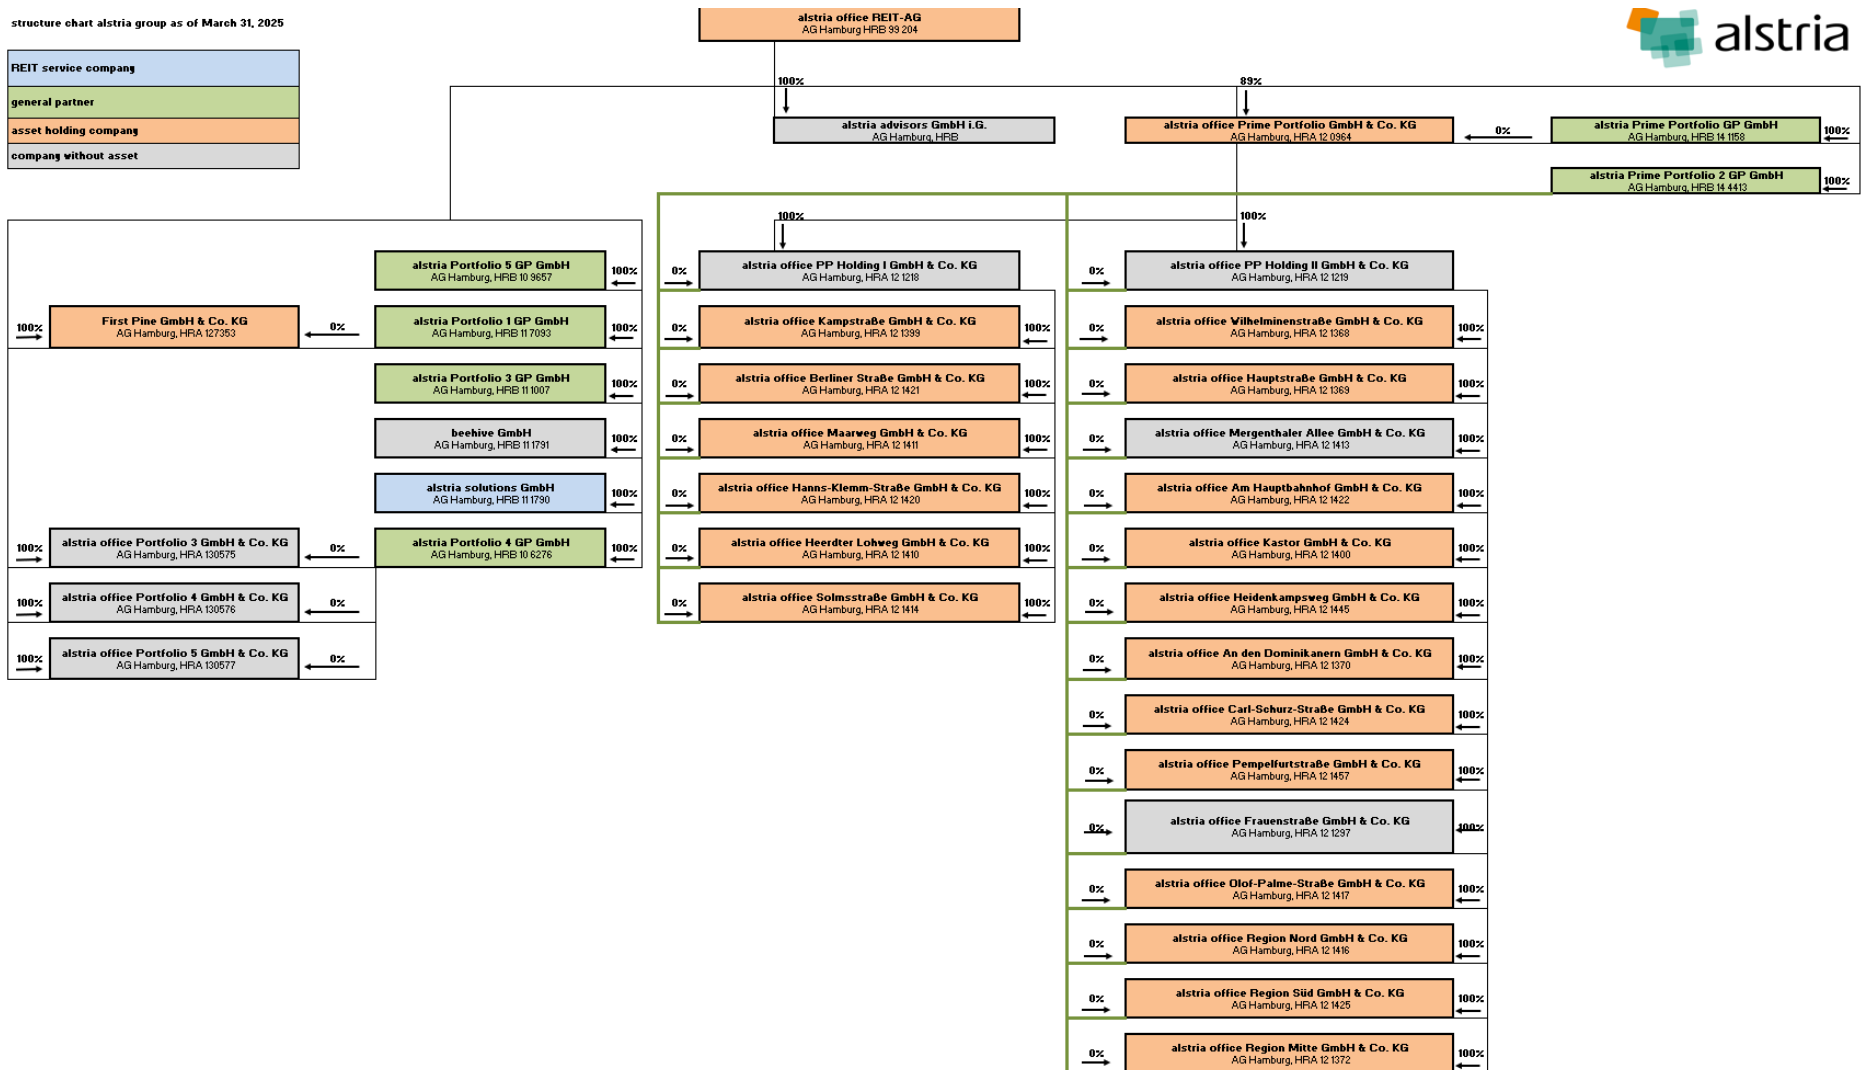 structure chart alstria group as of March 31, 2025
REIT service company
general partner
asset holding company
company without asset
alstria office REIT-AG
AG Hamburg HRB 99 204
alstria
100%
89%
alstria advisors GmbH i.G.
AG Hamburg, HRB
alstria office Prime Portfolio GmbH & Co. KG
AG Hamburg, HRA 12 0964
0%
alstria Prime Portfolio GP GmbH
AG Hamburg, HRB 14 1158
100%
alstria Prime Portfolio 2 GP GmbH
AG Hamburg, HRB 14 4413
100%
100%
100%
alstria Portfolio 5 GP GmbH
AG Hamburg, HRB 10 9657
100%
100%
First Pine GmbH & Co. KG
AG Hamburg, HRA 127353
0%
alstria Portfolio 1 GP GmbH
AG Hamburg, HRB 11 7093
100%
alstria Portfolio 3 GP GmbH
AG Hamburg, HRB 11 1007
100%
beehive GmbH
AG Hamburg, HRB 11 1791
100%
alstria solutions GmbH
AG Hamburg, HRB 11 1790
100%
100%
alstria office Portfolio 3 GmbH & Co. KG
AG Hamburg, HRA 130575
0%
alstria Portfolio 4 GP GmbH
AG Hamburg, HRB 10 6276
100%
100%
alstria office Portfolio 4 GmbH & Co. KG
AG Hamburg, HRA 130576
0%
100%
alstria office Portfolio 5 GmbH & Co. KG
AG Hamburg, HRA 130577
0%
0%
alstria office PP Holding I GmbH & Co. KG
AG Hamburg, HRA 12 1218
0%
alstria office Kampstraße GmbH & Co. KG
AG Hamburg, HRA 12 1399
100%
0%
alstria office Berliner Straße GmbH & Co. KG
AG Hamburg, HRA 12 1421
100%
0%
alstria office Maarweg GmbH & Co. KG
AG Hamburg, HRA 12 1411
100%
0%
alstria office Hanns-Klemm-Straße GmbH & Co. KG
AG Hamburg, HRA 12 1420
100%
0%
alstria office Heerdter Lohweg GmbH & Co. KG
AG Hamburg, HRA 12 1410
100%
0%
alstria office Solmsstraße GmbH & Co. KG
AG Hamburg, HRA 12 1414
100%
0%
alstria office PP Holding II GmbH & Co. KG
AG Hamburg, HRA 12 1219
0%
alstria office Wilhelminenstraße GmbH & Co. KG
AG Hamburg, HRA 12 1368
100%
0%
alstria office Hauptstraße GmbH & Co. KG
AG Hamburg, HRA 12 1369
100%
0%
alstria office Mergenthaler Allee GmbH & Co. KG
AG Hamburg, HRA 12 1413
100%
0%
alstria office Am Hauptbahnhof GmbH & Co. KG
AG Hamburg, HRA 12 1422
100%
0%
alstria office Kastor GmbH & Co. KG
AG Hamburg, HRA 12 1400
100%
0%
alstria office Heidenkampsweg GmbH & Co. KG
AG Hamburg, HRA 12 1445
100%
0%
alstria office An den Dominikanern GmbH & Co. KG
AG Hamburg, HRA 12 1370
100%
0%
alstria office Carl-Schurz-Straße GmbH & Co. KG
AG Hamburg, HRA 12 1424
100%
0%
alstria office Pempelfurtstraße GmbH & Co. KG
AG Hamburg, HRA 12 1457
100%
0%
alstria office Frauenstraße GmbH & Co. KG
AG Hamburg, HRA 12 1297
100%
0%
alstria office Olof-Palme-Straße GmbH & Co. KG
AG Hamburg, HRA 12 1417
100%
0%
alstria office Region Nord GmbH & Co. KG
AG Hamburg, HRA 12 1416
100%
0%
alstria office Region Süd GmbH & Co. KG
AG Hamburg, HRA 12 1425
100%
0%
alstria office Region Mitte GmbH & Co. KG
AG Hamburg, HRA 12 1372
100%